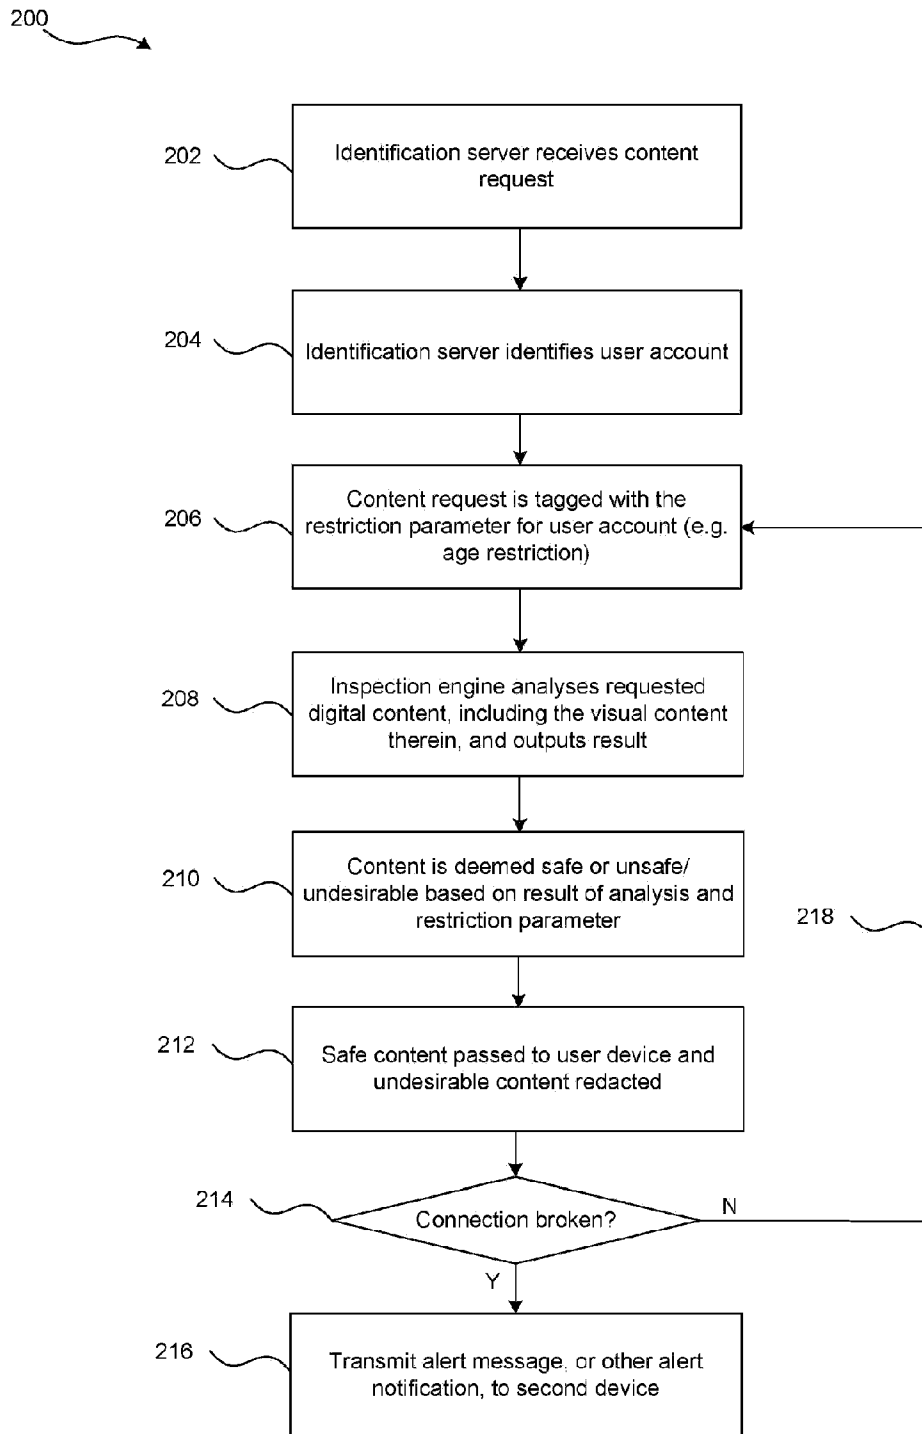 200
202
Identification server receives content
request
204
Identification server identifies user account
206
Content request is tagged with the
restriction parameter for user account (e.g.
age restriction)
208
Inspection engine analyses requested
digital content, including the visual content
therein, and outputs result
210
Content is deemed safe or unsafe/
undesirable based on result of analysis and
restriction parameter
218
212
Safe content passed to user device and
undesirable content redacted
214
Connection broken?
N
Y
216
Transmit alert message, or other alert
notification, to second device